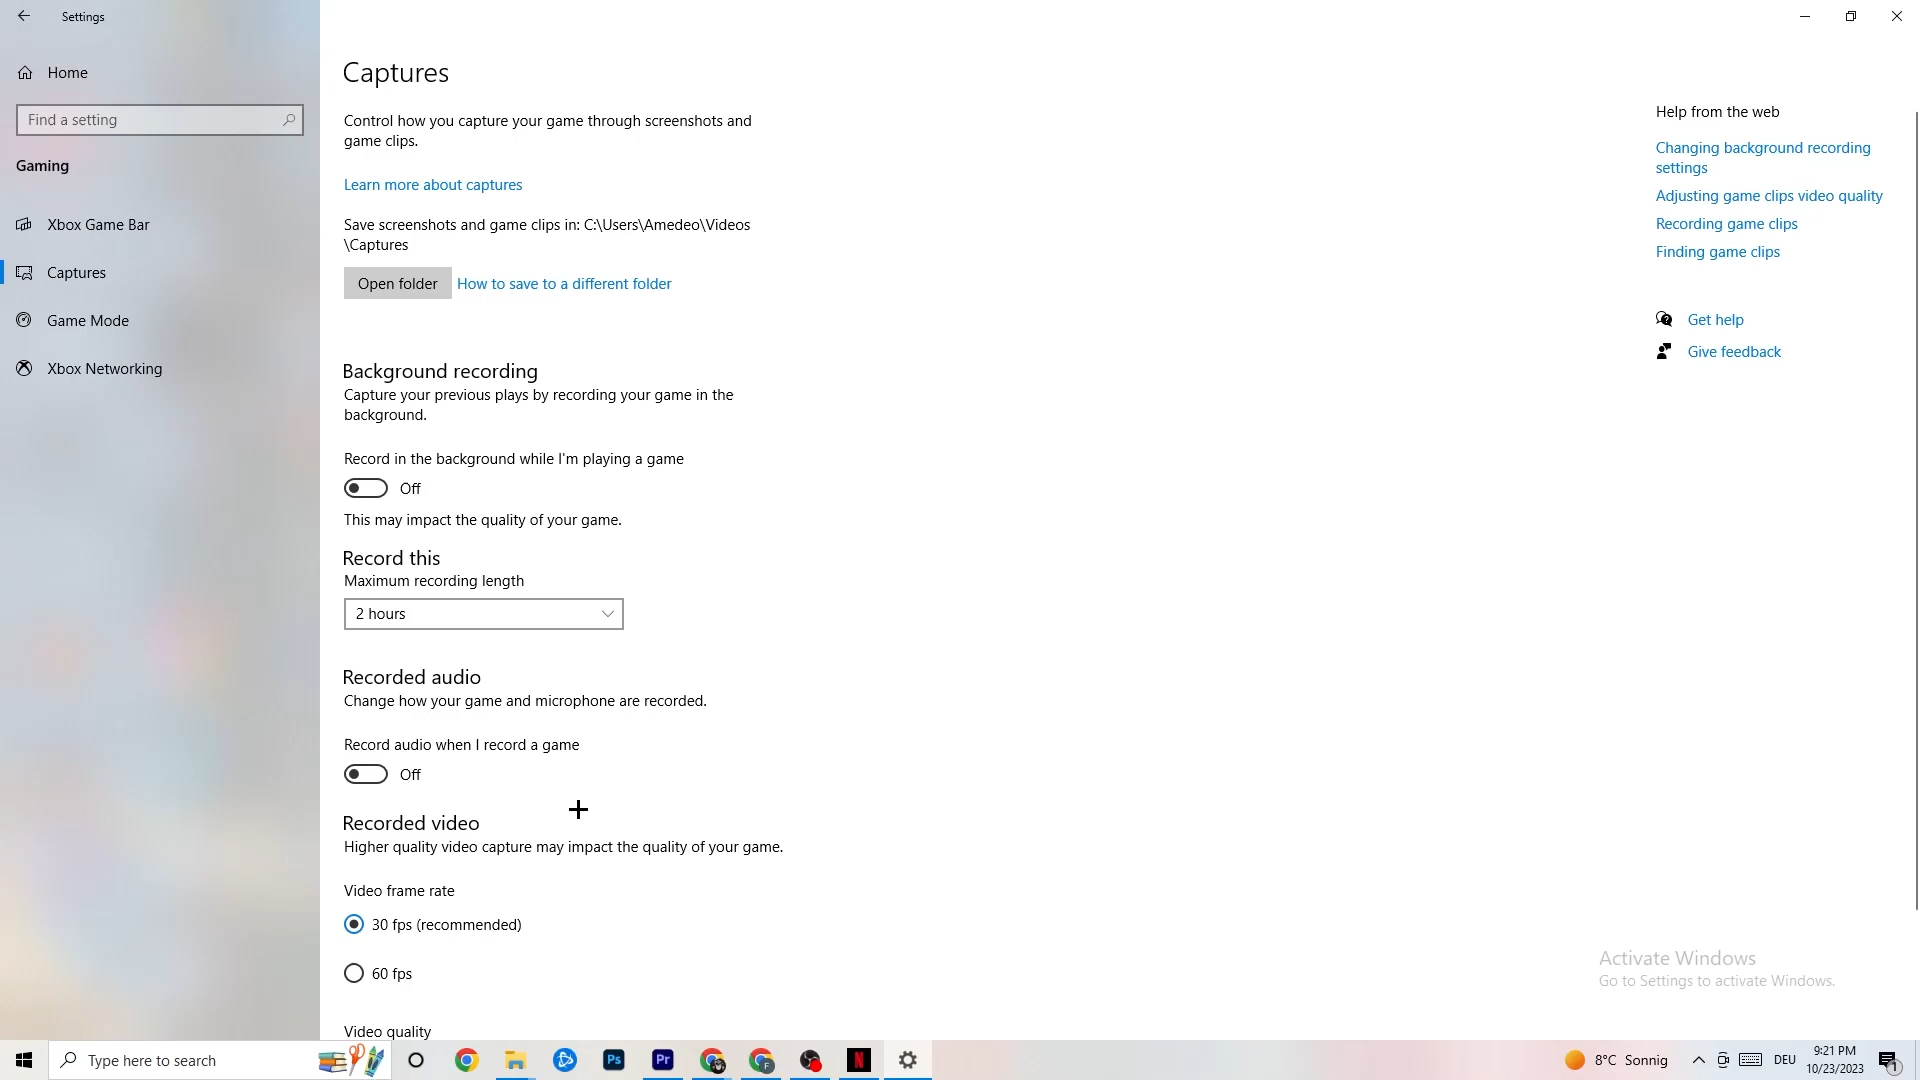 Settings
Home
Find a setting
Gaming
Xbox Game Bar
Captures
Game Mode
Xbox Networking
Captures
Control how you capture your game through screenshots and
game clips.
Learn more about captures
Save screenshots and game clips in: C:\Users\Amedeo\Videos
\Captures
Open folder
How to save to a different folder
Background recording
Capture your previous plays by recording your game in the
background.
Record in the background while I'm playing a game
Off
This may impact the quality of your game.
Record this
Maximum recording length
2 hours
Recorded audio
Change how your game and microphone are recorded.
Record audio when I record a game
Off
Recorded video
Higher quality video capture may impact the quality of your game.
Video frame rate
30 fps (recommended)
60 fps
Video quality
Help from the web
Changing background recording
settings
Adjusting game clips video quality
Recording game clips
Finding game clips
Get help
Give feedback
Activate Windows
Go to Settings to activate Windows.
Type here to search
Ps
Pr
F
N
8°C Sonnig
DEU
9:21 PM
10/23/2023
1